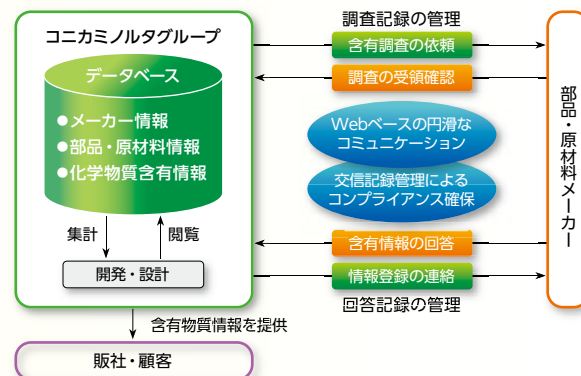 コニカミノルタグループ
データベース
●メーカー情報
●部品・原材料情報
●化学物質含有情報
集計
閲覧
開発・設計
含有物質情報を提供
販社・顧客
調査記録の管理
含有調査の依頼
調査の受領確認
Webベースの円滑な
コミュニケーション
交信記録管理による
コンプライアンス確保
含有情報の回答
情報登録の連絡
回答記録の管理
部品・原材料メーカー